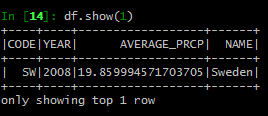 In [14]: df.show(1)
+----+----+------------------+------+
|CODE|YEAR|      AVERAGE_PRCP|  NAME|
+----+----+------------------+------+
|  SW|2008|19.859994571703705|Sweden|
+----+----+------------------+------+
only showing top 1 row